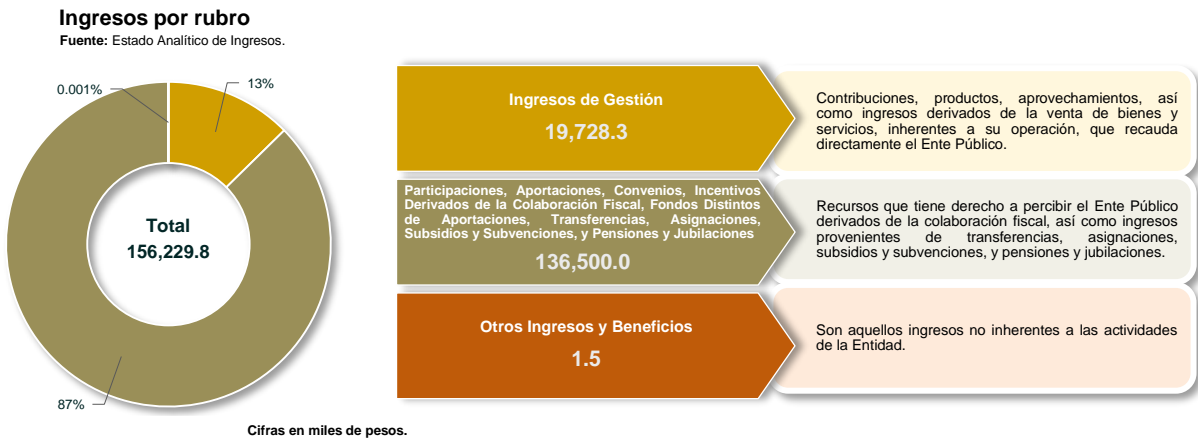 Ingresos por rubro
Fuente: Estado Analítico de Ingresos.
0.001%
13%
Total
156,229.8
87%
Ingresos de Gestión
19,728.3
Contribuciones, productos, aprovechamientos, así
como ingresos derivados de la venta de bienes y
servicios, inherentes a su operación, que recauda
directamente el Ente Público.
Participaciones, Aportaciones, Convenios, Incentivos
Derivados de la Colaboración Fiscal, Fondos Distintos
de Aportaciones, Transferencias, Asignaciones,
Subsidios y Subvenciones, y Pensiones y Jubilaciones
136,500.0
Recursos que tiene derecho a percibir el Ente Público
derivados de la colaboración fiscal, así como ingresos
provenientes de transferencias, asignaciones,
subsidios y subvenciones, y pensiones y jubilaciones.
Otros Ingresos y Beneficios
1.5
Son aquellos ingresos no inherentes a las actividades
de la Entidad.
Cifras en miles de pesos.